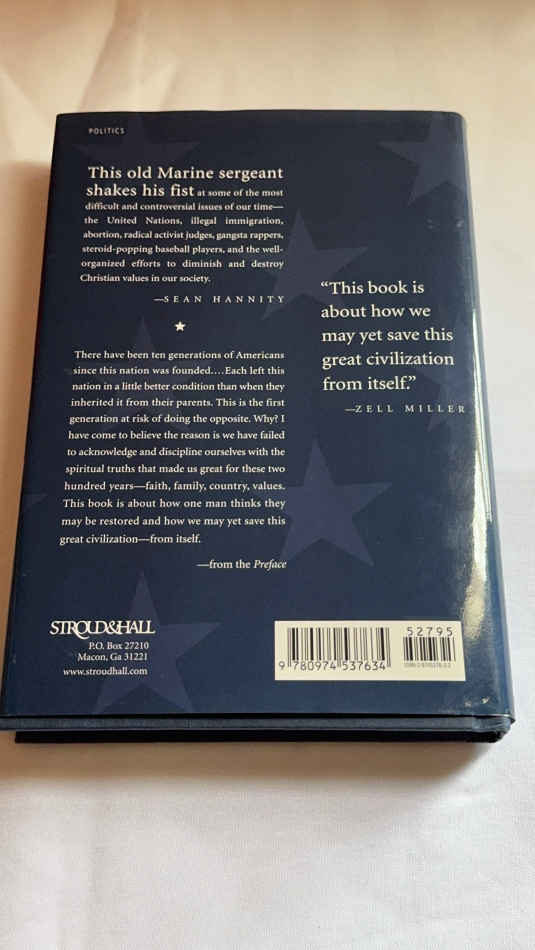 POLITICS
This old Marine sergeant
shakes his fist at some of the most
difficult and controversial issues of our time—
the United Nations, illegal immigration,
abortion, radical activist judges, gangsta rappers,
steroid-popping baseball players, and the well-
organized efforts to diminish and destroy
Christian values in our society.
—SEAN HANNITY
There have been ten generations of Americans
since this nation was founded....Each left this
nation in a little better condition than when they
inherited it from their parents. This is the first
generation at risk of doing the opposite. Why? I
have come to believe the reason is we have failed
to acknowledge and discipline ourselves with the
spiritual truths that made us great for these two
hundred years—faith, family, country, values.
This book is about how one man thinks they
may be restored and how we may yet save this
great civilization—from itself.
—from the Preface
“This book is
about how we
may yet save this
great civilization
from itself.”
—ZELL MILLER
STROUD&HALL
P.O. Box 27210
Macon, Ga 31221
www.stroudhall.com
9 780974 537634
52795